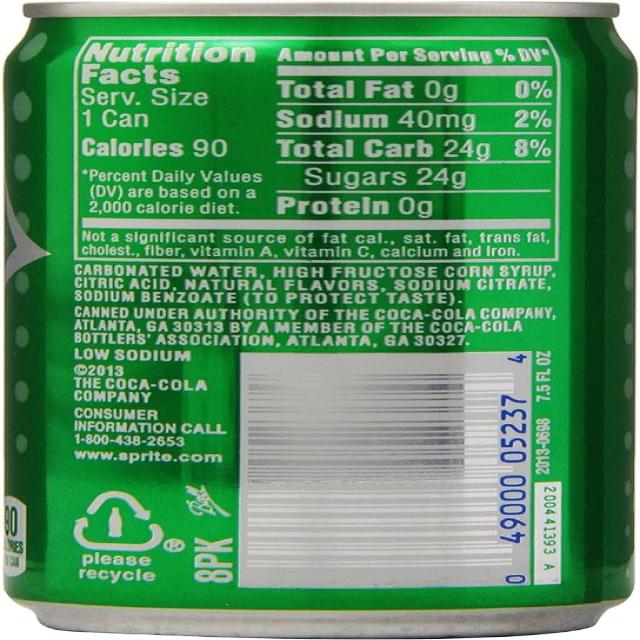 Nutrition Facts
Serv. Size
1 Can
Calories 90
*Percent Daily Values
(DV) are based on a
2,000 calorie diet.
Amount Per Serving % DV*
Total Fat 0g 0%
Sodium 40mg 2%
Total Carb 24g 8%
Sugars 24g
Protein 0g
Not a significant source of fat cal., sat. fat, trans fat,
cholest., fiber, vitamin A, vitamin C, calcium and iron.
CARBONATED WATER, HIGH FRUCTOSE CORN SYRUP,
CITRIC ACID, NATURAL FLAVORS, SODIUM CITRATE,
SODIUM BENZOATE (TO PROTECT TASTE).
CANNED UNDER AUTHORITY OF THE COCA-COLA COMPANY,
ATLANTA, GA 30313 BY A MEMBER OF THE COCA-COLA
BOTTLERS' ASSOCIATION, ATLANTA, GA 30327.
LOW SODIUM
©2013
THE COCA-COLA
COMPANY
CONSUMER
INFORMATION CALL
1-800-438-2653
www.sprite.com
please
recycle
®
Ball
8PK
0 49000 05237 4
2013-0698 7.5 FL OZ
200441393 A
90